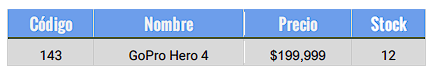 Código Nombre Precio Stock
143 GoPro Hero 4 $199,999 12